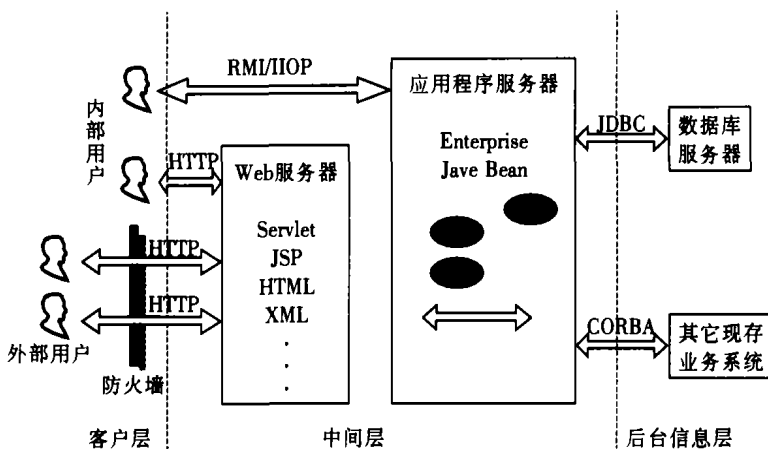 RMI/IIOP
应用程序服务器
内部用户
JDBC
数据库
服务器
Enterprise
Jave Bean
HTTP
Web服务器
Servlet
JSP
HTML
XML
.
.
.
HTTP
HTTP
外部用户
防火墙
CORBA
其它现存
业务系统
客户层
中间层
后台信息层